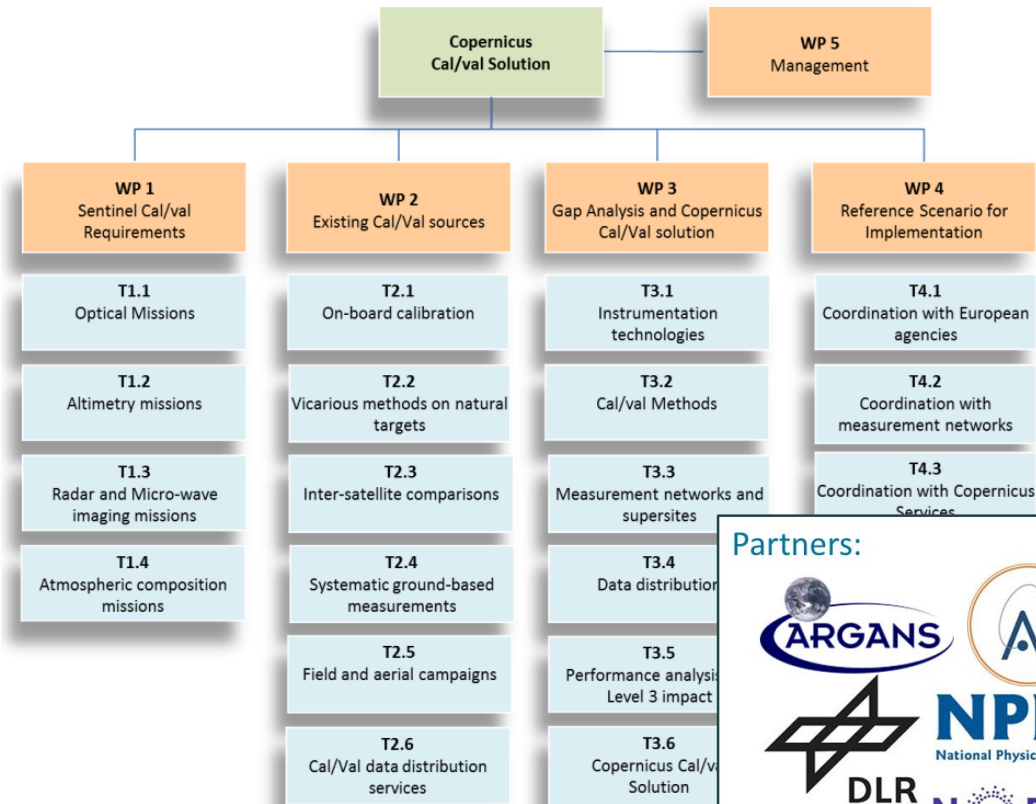 Copernicus
Cal/val Solution
WP 5
Management
WP 1
Sentinel Cal/val
Requirements
WP 2
Existing Cal/Val sources
WP 3
Gap Analysis and Copernicus
Cal/Val solution
WP 4
Reference Scenario for
Implementation
T1.1
Optical Missions
T1.2
Altimetry missions
T1.3
Radar and Micro-wave
imaging missions
T1.4
Atmospheric composition
missions
T2.1
On-board calibration
T2.2
Vicarious methods on natural
targets
T2.3
Inter-satellite comparisons
T2.4
Systematic ground-based
measurements
T2.5
Field and aerial campaigns
T2.6
Cal/Val data distribution
services
T3.1
Instrumentation
technologies
T3.2
Cal/val Methods
T3.3
Measurement networks and
supersites
T3.4
Data distribution
T3.5
Performance analysis
Level 3 impact
T3.6
Copernicus
Solution
T4.1
Coordination with European
agencies
T4.2
Coordination with
measurement networks
T4.3
Coordination with Copernicus
Services
Partners:
ARGANS
NPL
National
DLR